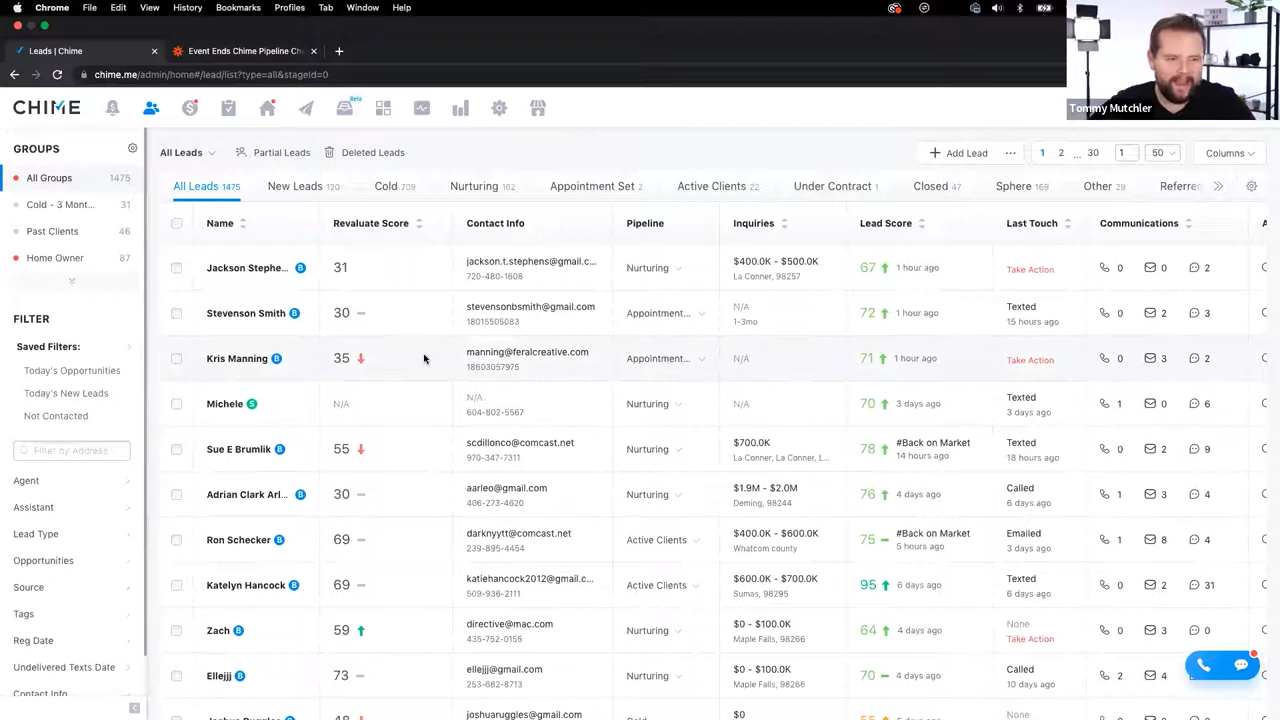 Chrome File Edit View History Bookmarks Profiles Tab Window Help
Leads | Chime
Event Ends Chime Pipeline Ch
chime.me/admin/home#/lead/list?type=all&stageId=0
Tommy Mutchler
CHIME
Beta
GROUPS
All Groups 1475
Cold - 3 Mont... 31
Past Clients 46
Home Owner 87
FILTER
Saved Filters:
Today's Opportunities
Today's New Leads
Not Contacted
Filter by Address
Agent
Assistant
Lead Type
Opportunities
Source
Tags
Reg Date
Undelivered Texts Date
Contact Info
All Leads Partial Leads Deleted Leads Add Lead ... 1 2 ... 30 1 50 Columns
All Leads 1475 New Leads 120 Cold 709 Nurturing 162 Appointment Set 2 Active Clients 22 Under Contract 1 Closed 47 Sphere 169 Other 29 Referre
Name Revaluate Score Contact Info Pipeline Inquiries Lead Score Last Touch Communications
Jackson Stephe... B 31 jackson.t.stephens@gmail.c... Nurturing $400.0K - $500.0K 67 1 hour ago Take Action 0 0 2
720-480-1608 La Conner, 98257
Stevenson Smith B 30 stevensonbsmith@gmail.com Appointment... N/A 72 1 hour ago Texted 0 2 3
18015505083 1-3mo 15 hours ago
Kris Manning B 35 manning@feralcreative.com Appointment... N/A 71 1 hour ago Take Action 0 3 2
18603057975
Michele S N/A N/A Nurturing N/A 70 3 days ago Texted 1 0 6
604-802-5567 3 days ago
Sue E Brumlik B 55 scdillonco@comcast.net Nurturing $700.0K 78 #Back on Market Texted 0 2 9
970-347-7311 La Conner, La Conner, L... 14 hours ago 18 hours ago
Adrian Clark Arl... B 30 aarleo@gmail.com Nurturing $1.9M - $2.0M 76 4 days ago Called 1 3 4
406-273-4620 Deming, 98244 6 days ago
Ron Schecker B 69 darknyytt@comcast.net Active Clients $400.0K - $600.0K 75 #Back on Market Emailed 1 8 4
239-895-4454 Whatcom county 5 hours ago 3 days ago
Katelyn Hancock B 69 katiehancock2012@gmail.c... Active Clients $600.0K - $700.0K 95 6 days ago Texted 0 2 31
509-936-2111 Sumas, 98295 6 days ago
Zach B 59 directive@mac.com Nurturing $0 - $100.0K 64 4 days ago None 0 3 0
435-752-0155 Maple Falls, 98266 Take Action
Ellejjj B 73 ellejjj@gmail.com Nurturing $0 - $100.0K 70 4 days ago Called 2 4
253-682-8713 Maple Falls, 98266 10 days ago
joshuaruggles@gmail.com $0 None